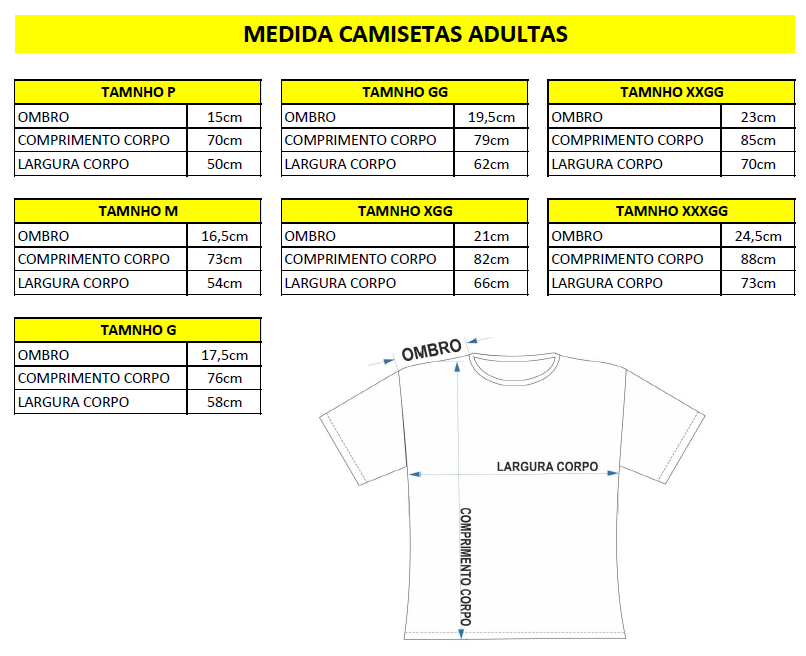 MEDIDA CAMISETAS ADULTAS
TAMNHO P
OMBRO 15cm
COMPRIMENTO CORPO 70cm
LARGURA CORPO 50cm
TAMNHO GG
OMBRO 19,5cm
COMPRIMENTO CORPO 79cm
LARGURA CORPO 62cm
TAMNHO XXGG
OMBRO 23cm
COMPRIMENTO CORPO 85cm
LARGURA CORPO 70cm
TAMNHO M
OMBRO 16,5cm
COMPRIMENTO CORPO 73cm
LARGURA CORPO 54cm
TAMNHO XGG
OMBRO 21cm
COMPRIMENTO CORPO 82cm
LARGURA CORPO 66cm
TAMNHO XXXGG
OMBRO 24,5cm
COMPRIMENTO CORPO 88cm
LARGURA CORPO 73cm
TAMNHO G
OMBRO 17,5cm
COMPRIMENTO CORPO 76cm
LARGURA CORPO 58cm
OMBRO
LARGURA CORPO
COMPRIMENTO CORPO